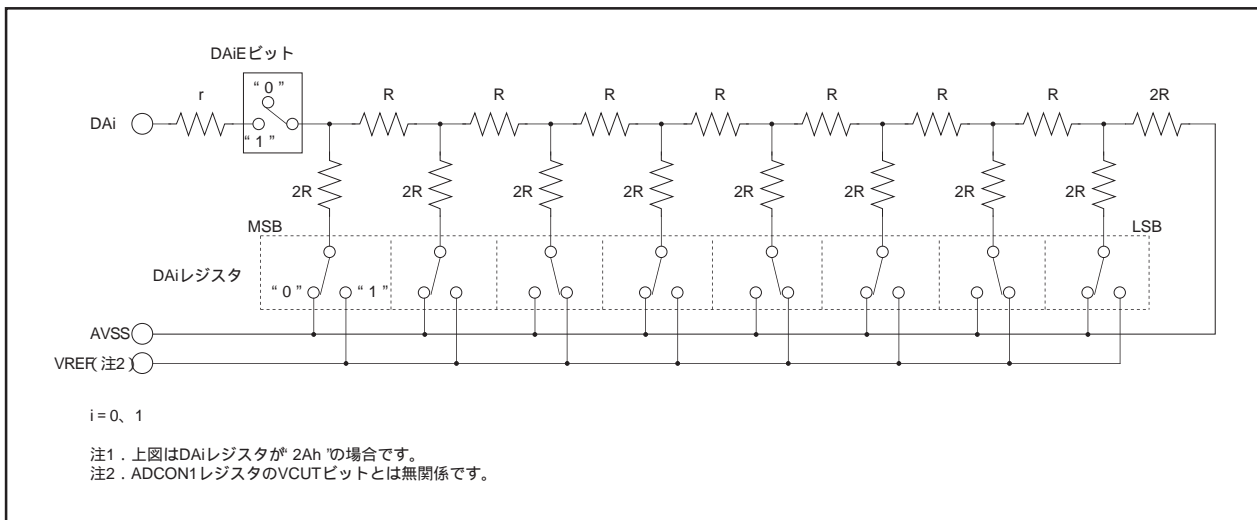 DAiEビット
“ 0 ”
“ 1 ”
r
R
R
R
R
R
R
R
2R
DAi
2R
2R
2R
2R
2R
2R
2R
2R
MSB
LSB
DAiレジスタ
“ 0 ”
“ 1 ”
AVSS
VREF(注2)
i = 0、1
注1．上図はDAiレジスタが“ 2Ah ”の場合です。
注2．ADCON1レジスタのVCUTビットとは無関係です。